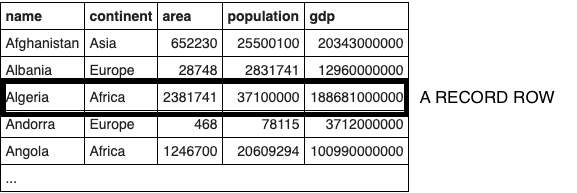 name continent area population gdp
Afghanistan Asia 652230 25500100 20343000000
Albania Europe 28748 2831741 12960000000
Algeria Africa 2381741 37100000 188681000000 A RECORD ROW
Andorra Europe 468 78115 3712000000
Angola Africa 1246700 20609294 100990000000
...